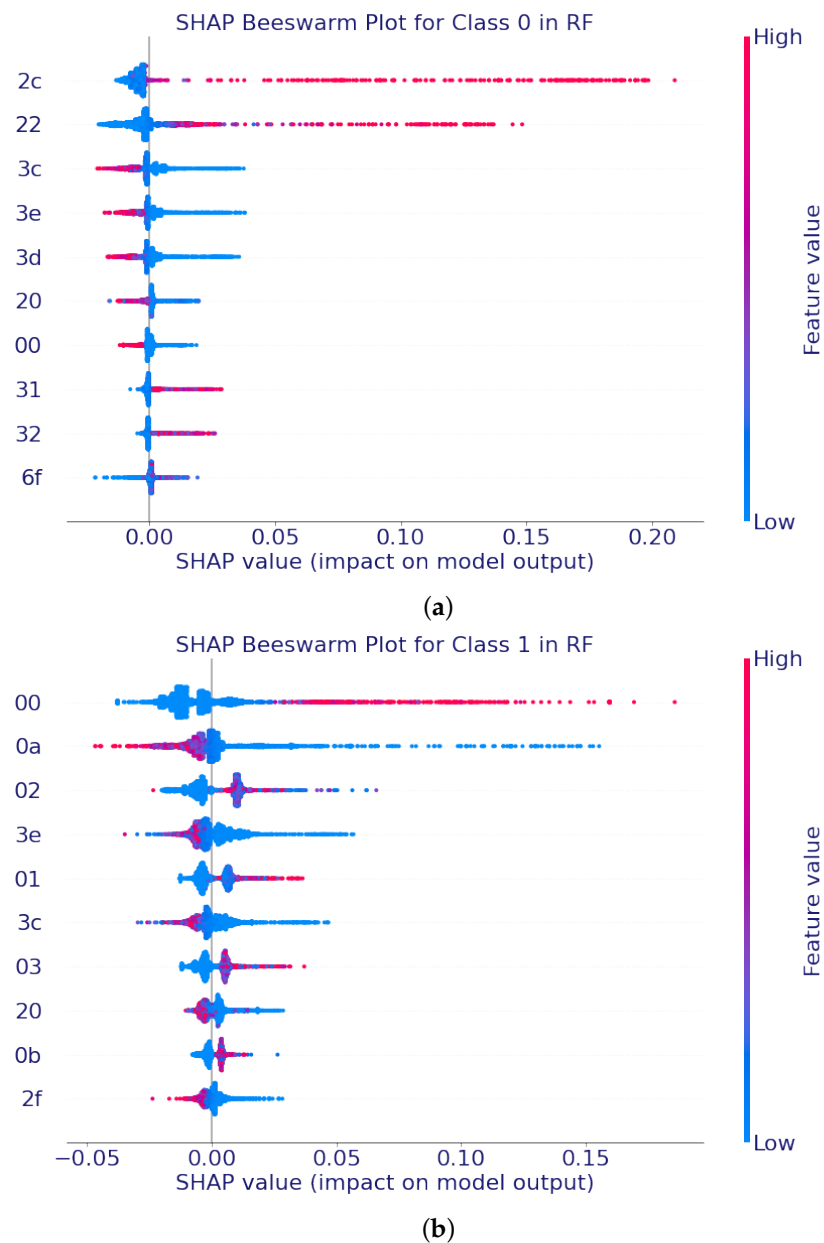 SHAP Beeswarm Plot for Class 0 in RF
High
2c
22
3c
3e
3d
20
00
31
32
6f
Feature value
Low
0.00 0.05 0.10 0.15 0.20
SHAP value (impact on model output)
(a)
SHAP Beeswarm Plot for Class 1 in RF
High
00
0a
02
3e
01
3c
03
20
0b
2f
Feature value
Low
−0.05 0.00 0.05 0.10 0.15
SHAP value (impact on model output)
(b)